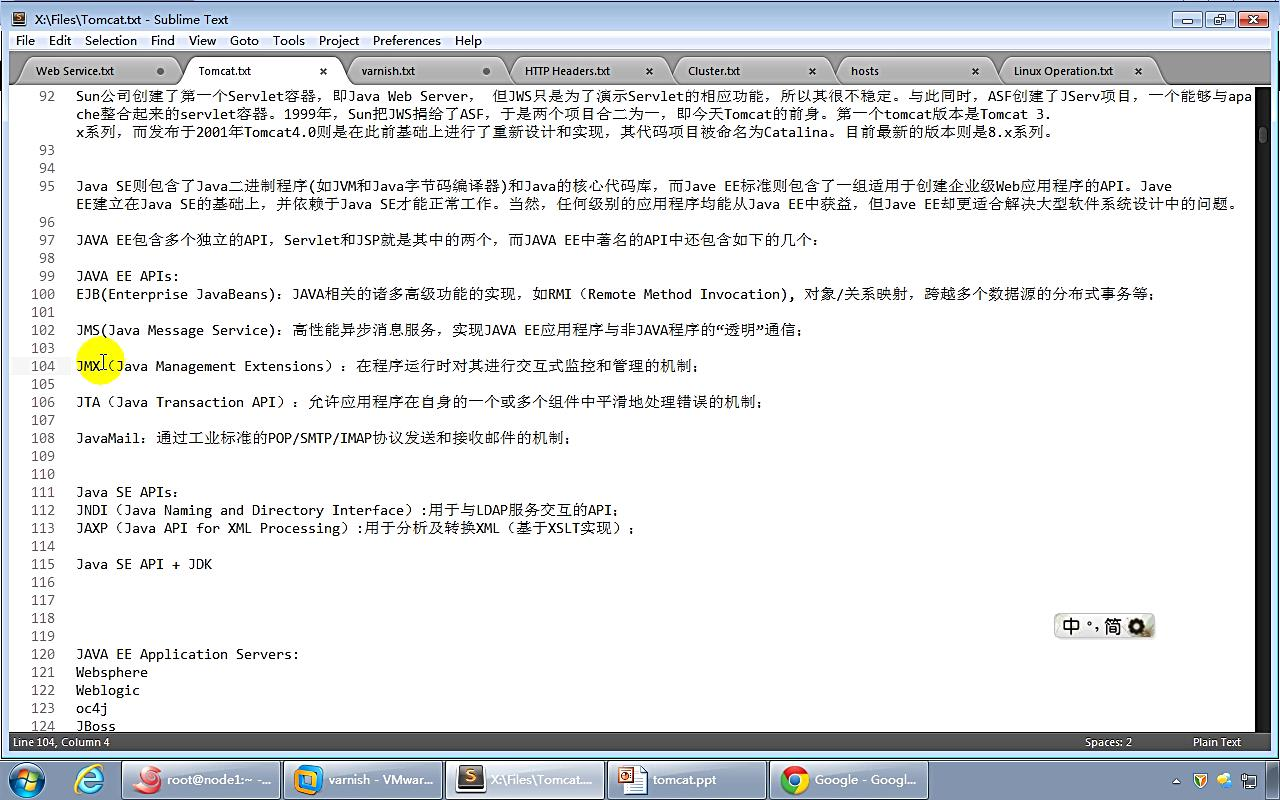 X:\Files\Tomcat.txt - Sublime Text
File Edit Selection Find View Goto Tools Project Preferences Help
Web Service.txt Tomcat.txt varnish.txt HTTP Headers.txt Cluster.txt hosts Linux Operation.txt
92 Sun公司创建了第一个Servlet容器，即Java Web Server， 但JWS只是为了演示Servlet的相应功能，所以其很不稳定。与此同时，ASF创建了JServ项目，一个能够与apa
che整合起来的servlet容器。1999年，Sun把JWS捐给了ASF，于是两个项目合二为一，即今天Tomcat的前身。第一个tomcat版本是Tomcat 3.
x系列，而发布于2001年Tomcat4.0则是在此前基础上进行了重新设计和实现，其代码项目被命名为Catalina。目前最新的版本则是8.x系列。
93
94
95 Java SE则包含了Java二进制程序(如JVM和Java字节码编译器)和Java的核心代码库，而Jave EE标准则包含了一组适用于创建企业级Web应用程序的API。Jave
EE建立在Java SE的基础上，并依赖于Java SE才能正常工作。当然，任何级别的应用程序均能从Java EE中获益，但Jave EE却更适合解决大型软件系统设计中的问题。
96
97 JAVA EE包含多个独立的API，Servlet和JSP就是其中的两个，而JAVA EE中著名的API中还包含如下的几个：
98
99 JAVA EE APIs:
100 EJB(Enterprise JavaBeans)：JAVA相关的诸多高级功能的实现，如RMI（Remote Method Invocation), 对象/关系映射，跨越多个数据源的分布式事务等；
101
102 JMS(Java Message Service)：高性能异步消息服务，实现JAVA EE应用程序与非JAVA程序的“透明”通信；
103
104 JMX（Java Management Extensions）：在程序运行时对其进行交互式监控和管理的机制；
105
106 JTA（Java Transaction API）：允许应用程序在自身的一个或多个组件中平滑地处理错误的机制；
107
108 JavaMail：通过工业标准的POP/SMTP/IMAP协议发送和接收邮件的机制；
109
110
111 Java SE APIs：
112 JNDI（Java Naming and Directory Interface）:用于与LDAP服务交互的API；
113 JAXP（Java API for XML Processing）:用于分析及转换XML（基于XSLT实现）；
114
115 Java SE API + JDK
116
117
118
中 °, 简
119
120 JAVA EE Application Servers:
121 Websphere
122 Weblogic
123 oc4j
124 JBoss
Line 104, Column 4 Spaces: 2 Plain Text
root@node1:~ -... varnish - VMwar... X:\Files\Tomcat.... tomcat.ppt Google - Googl...